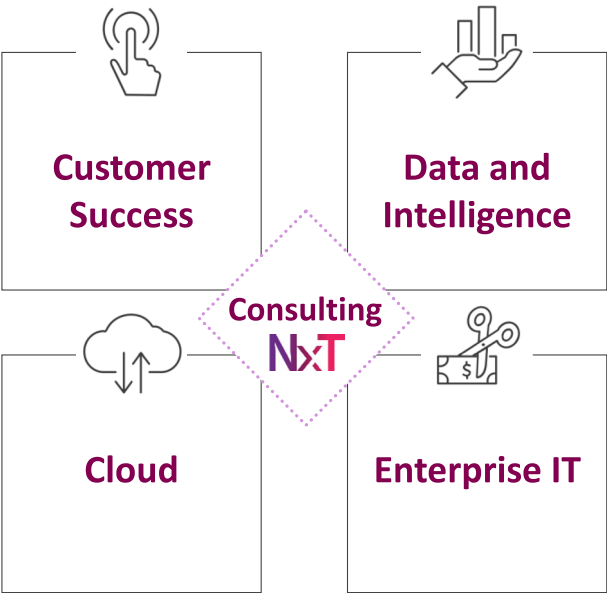 Customer
Success
Data and
Intelligence
Consulting
NxT
$
Cloud
Enterprise IT